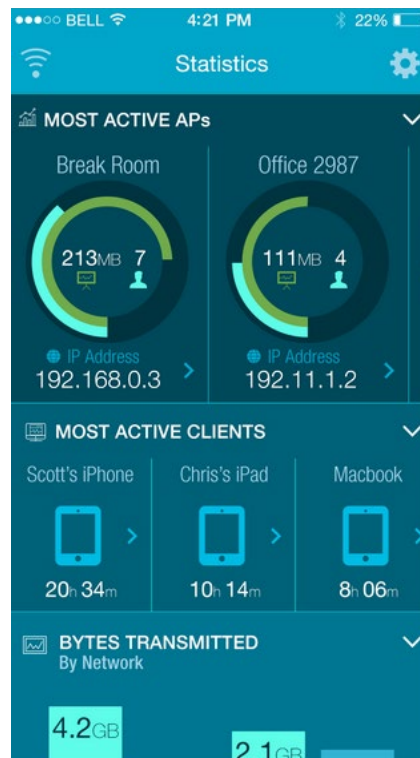 BELL 4:21 PM 22%
Statistics
MOST ACTIVE APs
Break Room
213MB 7
IP Address
192.168.0.3
Office 2987
111MB 4
IP Address
192.11.1.2
MOST ACTIVE CLIENTS
Scott's iPhone
20h 34m
Chris's iPad
10h 14m
Macbook
8h 06m
BYTES TRANSMITTED
By Network
4.2GB
2.1GB